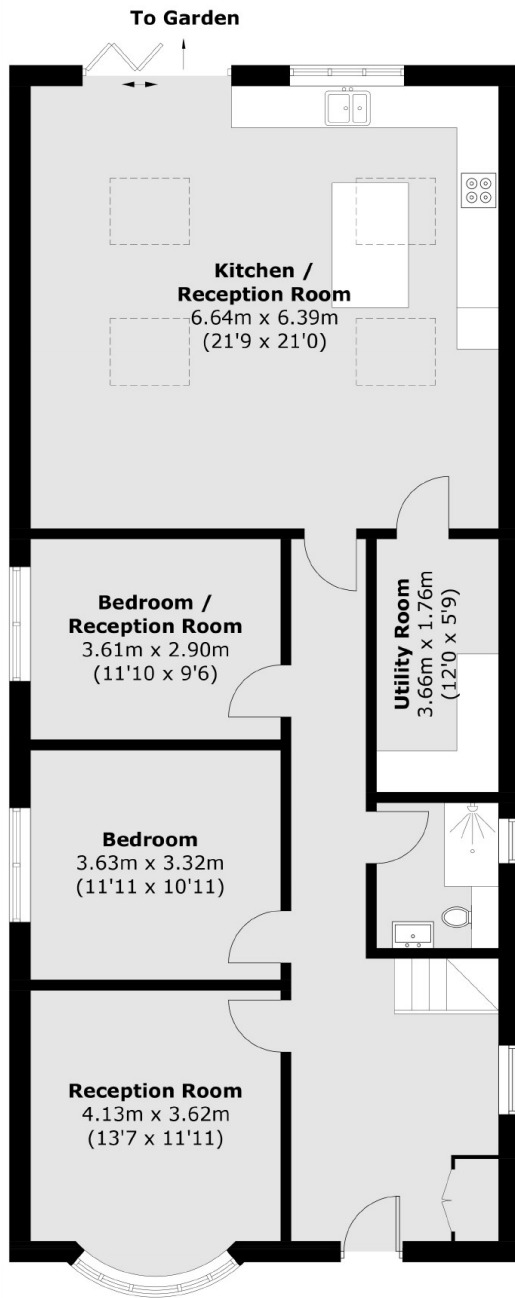 To Garden
Kitchen /
Reception Room
6.64m x 6.39m
(21'9 x 21'0)
Bedroom /
Reception Room
3.61m x 2.90m
(11'10 x 9'6)
Utility Room
3.66m x 1.76m
(12'0 x 5'9)
Bedroom
3.63m x 3.32m
(11'11 x 10'11)
Reception Room
4.13m x 3.62m
(13'7 x 11'11)